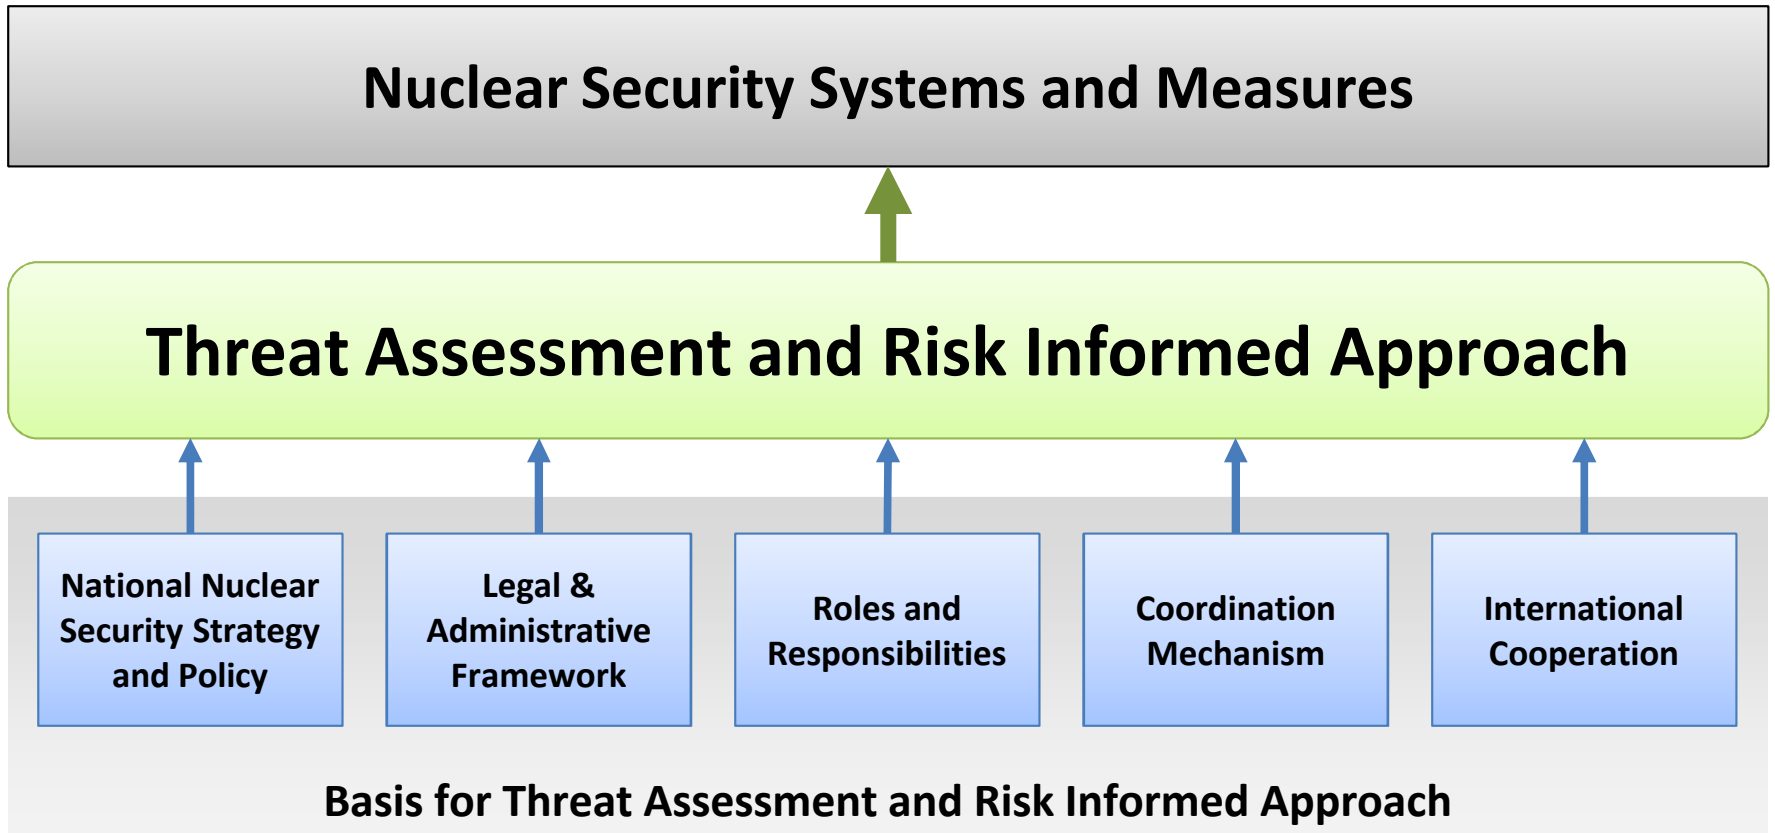 Nuclear Security Systems and Measures
Threat Assessment and Risk Informed Approach
National Nuclear
Security Strategy
and Policy
Legal &
Administrative
Framework
Roles and
Responsibilities
Coordination
Mechanism
International
Cooperation
Basis for Threat Assessment and Risk Informed Approach